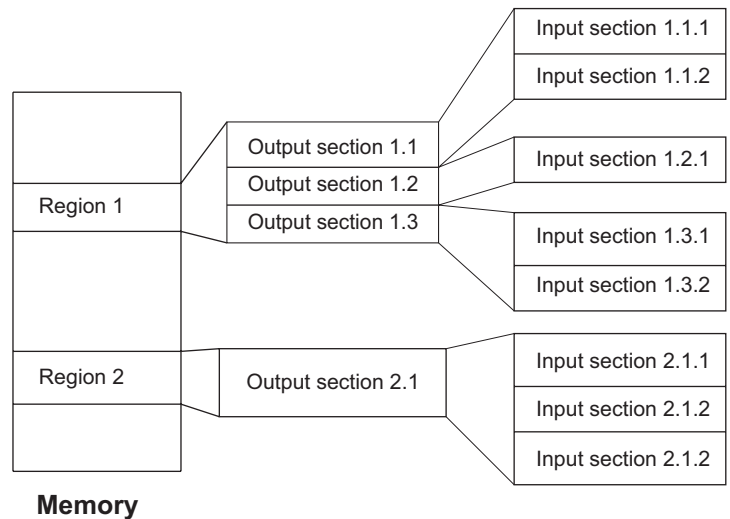 Input section 1.1.1
Input section 1.1.2
Output section 1.1
Input section 1.2.1
Output section 1.2
Region 1
Output section 1.3
Input section 1.3.1
Input section 1.3.2
Input section 2.1.1
Region 2
Output section 2.1
Input section 2.1.2
Input section 2.1.2
Memory